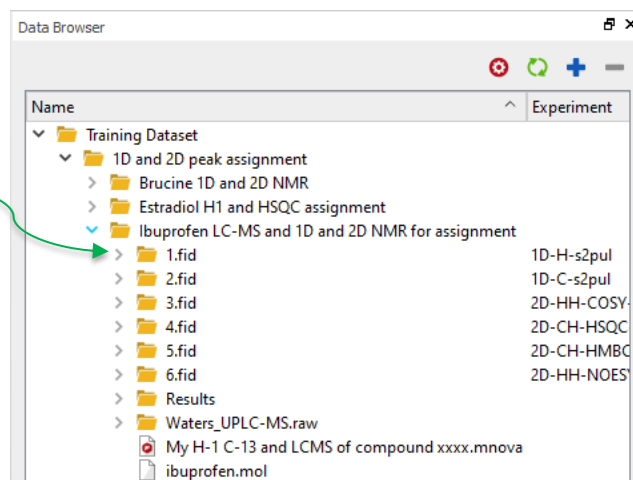 Data Browser
Name Experiment
Training Dataset
1D and 2D peak assignment
Brucine 1D and 2D NMR
Estradiol H1 and HSQC assignment
Ibuprofen LC-MS and 1D and 2D NMR for assignment
1.fid 1D-H-s2pul
2.fid 1D-C-s2pul
3.fid 2D-HH-COSY-
4.fid 2D-CH-HSQC
5.fid 2D-CH-HMBC
6.fid 2D-HH-NOESY
Results
Waters_UPLC-MS.raw
My H-1 C-13 and LCMS of compound xxxx.mnova
ibuprofen.mol